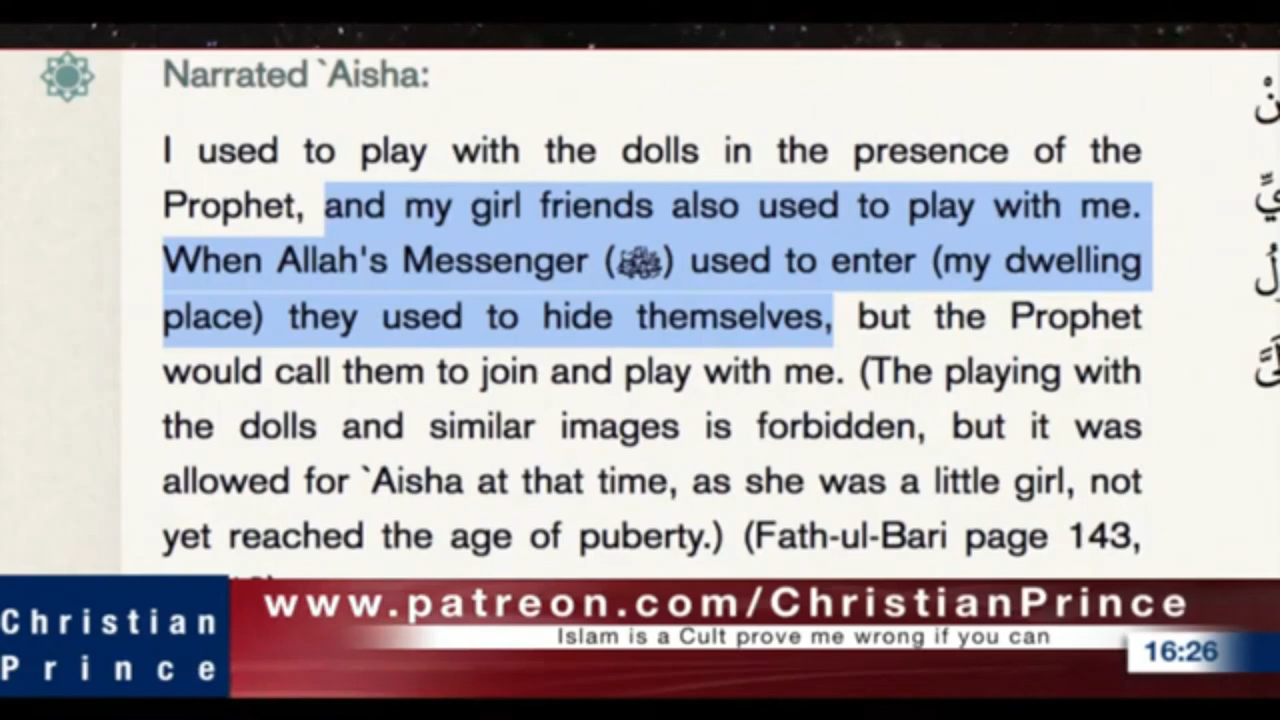 Narrated `Aisha:
I used to play with the dolls in the presence of the
Prophet, and my girl friends also used to play with me.
When Allah's Messenger (ﷺ) used to enter (my dwelling
place) they used to hide themselves, but the Prophet
would call them to join and play with me. (The playing with
the dolls and similar images is forbidden, but it was
allowed for `Aisha at that time, as she was a little girl, not
yet reached the age of puberty.) (Fath-ul-Bari page 143,
Christian
Prince
www.patreon.com/ChristianPrince
Islam is a Cult prove me wrong if you can
16:26